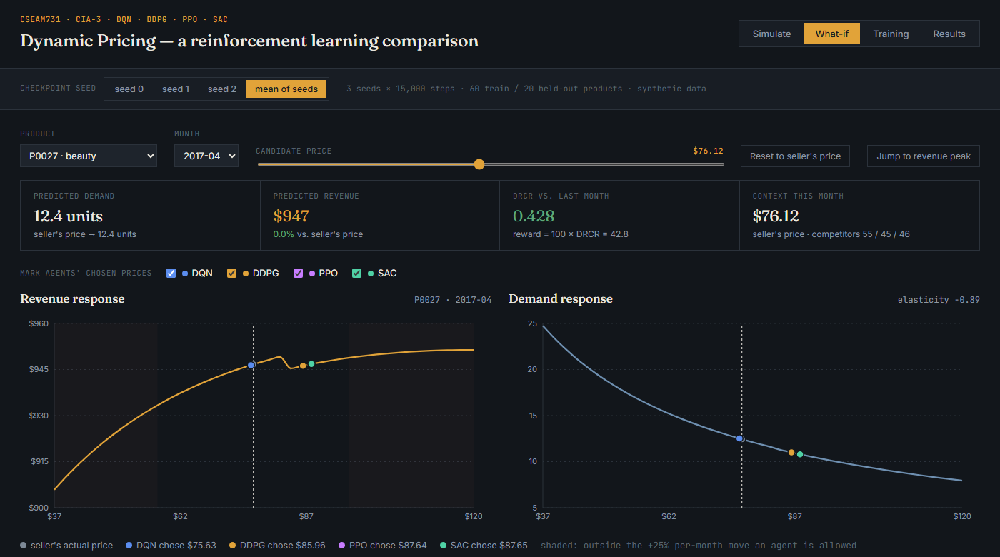 CSEAM731 · CIA-3 · DQN · DDPG · PPO · SAC
Dynamic Pricing — a reinforcement learning comparison
Simulate What-if Training Results
CHECKPOINT SEED seed 0 seed 1 seed 2 mean of seeds 3 seeds × 15,000 steps · 60 train / 20 held-out products · synthetic data
PRODUCT MONTH
CANDIDATE PRICE $76.12
P0027 · beauty 2017-04 Reset to seller's price Jump to revenue peak
PREDICTED DEMAND PREDICTED REVENUE DRCR VS. LAST MONTH CONTEXT THIS MONTH
12.4 units $947 0.428 $76.12
seller's price → 12.4 units 0.0% vs. seller's price reward = 100 × DRCR = 42.8 seller's price · competitors 55 / 45 / 46
MARK AGENTS' CHOSEN PRICES DQN DDPG PPO SAC
Revenue response P0027 · 2017-04
$960
$945
$930
$915
$900
$37 $62 $87 $120
Demand response elasticity -0.89
25
20
15
10
5
$37 $62 $87 $120
seller's actual price DQN chose $75.63 DDPG chose $85.96 PPO chose $87.64 SAC chose $87.65 shaded: outside the ±25% per-month move an agent is allowed